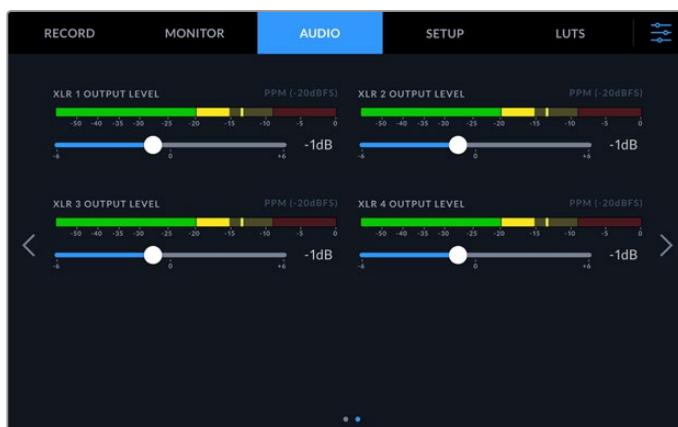 RECORD MONITOR AUDIO SETUP LUTS
XLR 1 OUTPUT LEVEL PPM (-20dBFS)
-50 -40 -35 -30 -20 -15 -10 -5 0
-1dB
-6 0 +6
XLR 2 OUTPUT LEVEL PPM (-20dBFS)
-50 -40 -35 -30 -20 -15 -10 -5 0
-1dB
-6 0 +6
XLR 3 OUTPUT LEVEL PPM (-20dBFS)
-50 -40 -35 -30 -20 -15 -10 -5 0
-1dB
-6 0 +6
XLR 4 OUTPUT LEVEL PPM (-20dBFS)
-50 -40 -35 -30 -20 -15 -10 -5 0
-1dB
-6 0 +6